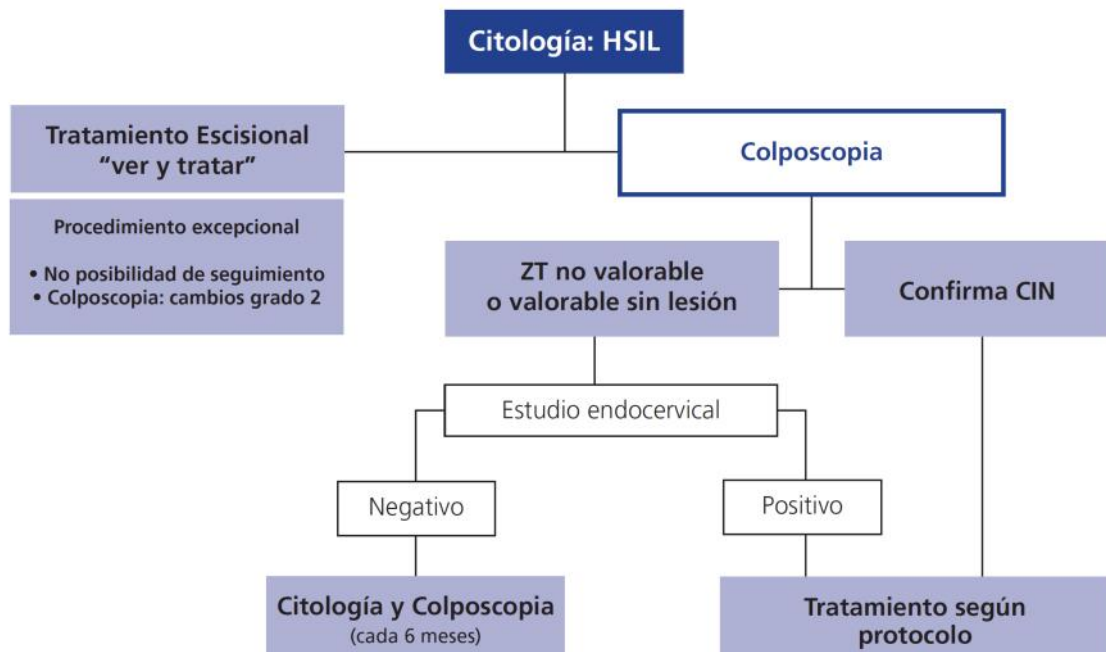 Citología: HSIL
Tratamiento Escisional
“ver y tratar”
Colposcopia
Procedimiento excepcional
• No posibilidad de seguimiento
• Colposcopia: cambios grado 2
ZT no valorable
o valorable sin lesión
Confirma CIN
Estudio endocervical
Negativo
Positivo
Citología y Colposcopia
(cada 6 meses)
Tratamiento según
protocolo